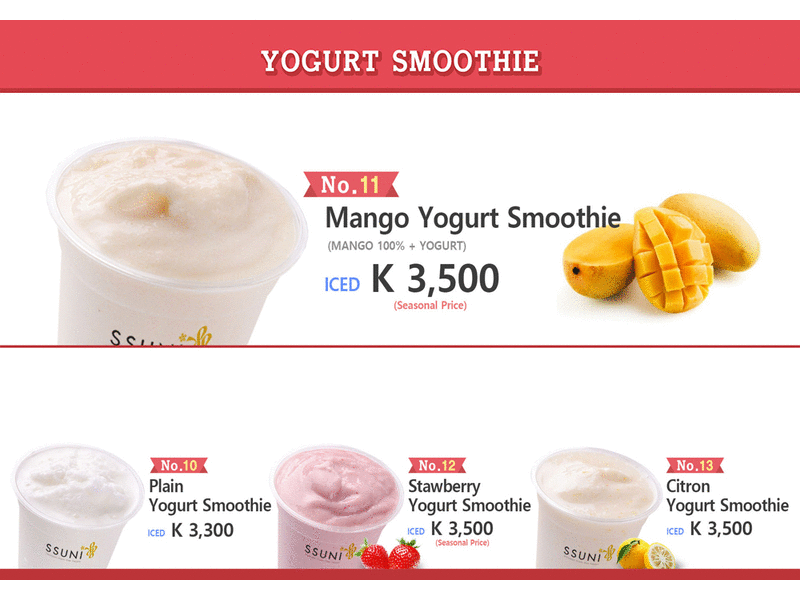 YOGURT SMOOTHIE
No.11
Mango Yogurt Smoothie
(MANGO 100% + YOGURT)
ICED K 3,500
(Seasonal Price)
SSUNI
No.10
Plain
Yogurt Smoothie
ICED K 3,300
SSUNI
No.12
Stawberry
Yogurt Smoothie
ICED K 3,500
(Seasonal Price)
SSUNI
No.13
Citron
Yogurt Smoothie
ICED K 3,500
SSUNI